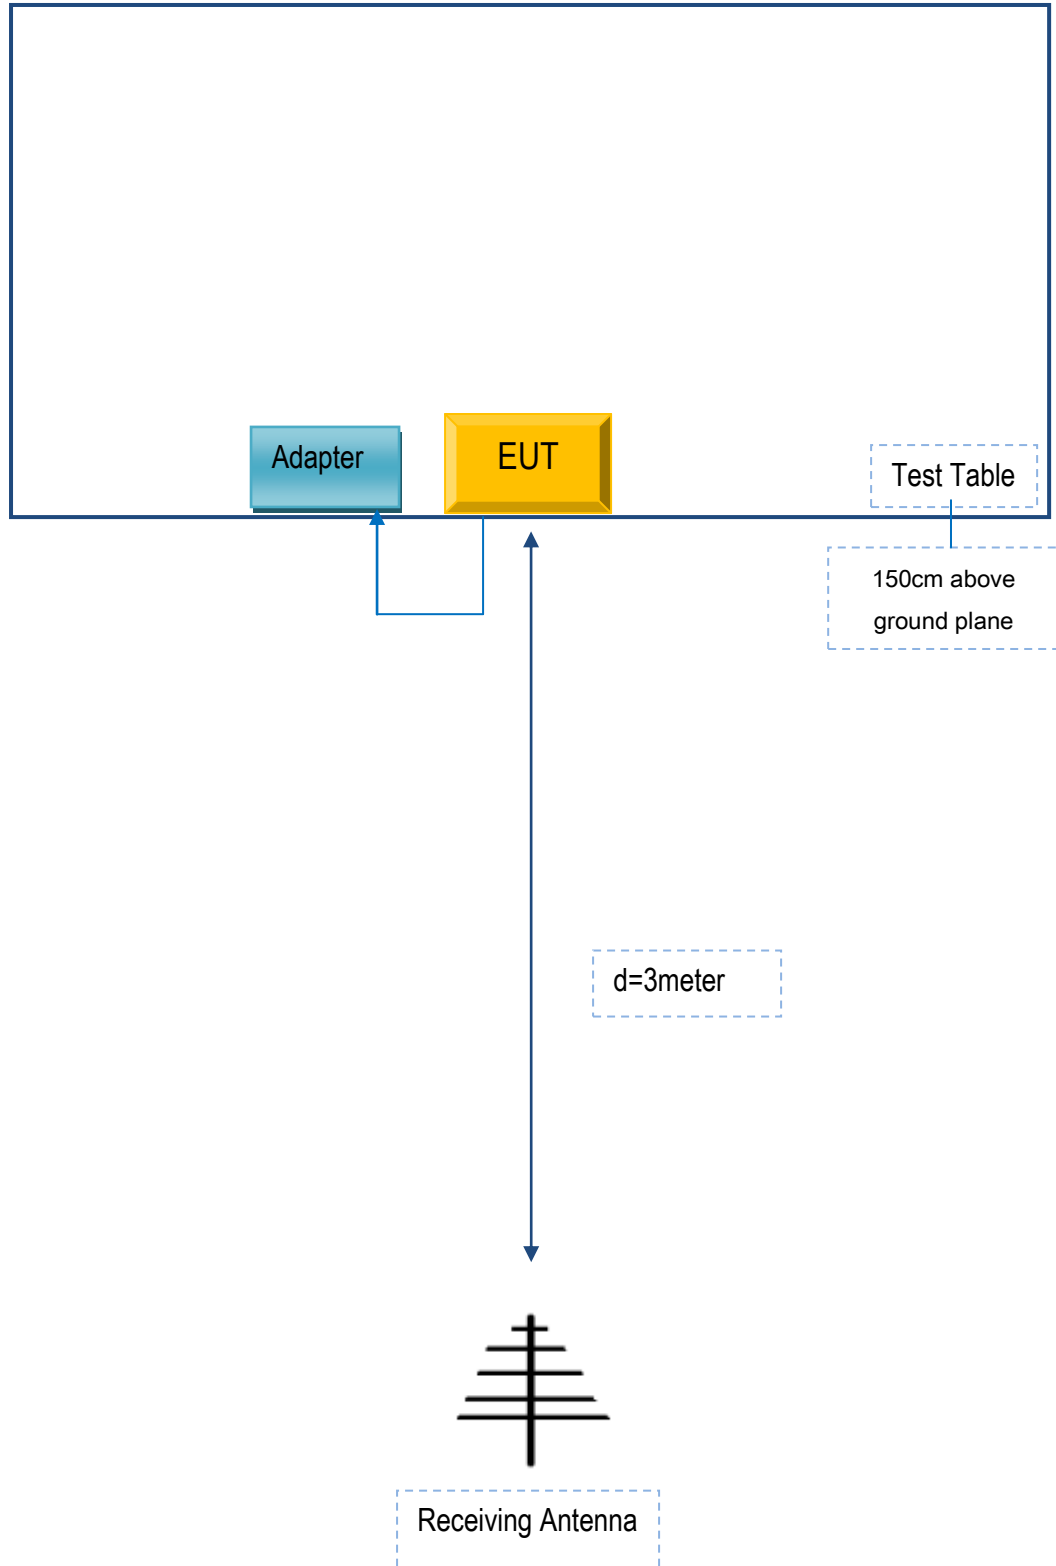 Adapter
EUT
Test Table
150cm above
ground plane
d=3meter
Receiving Antenna